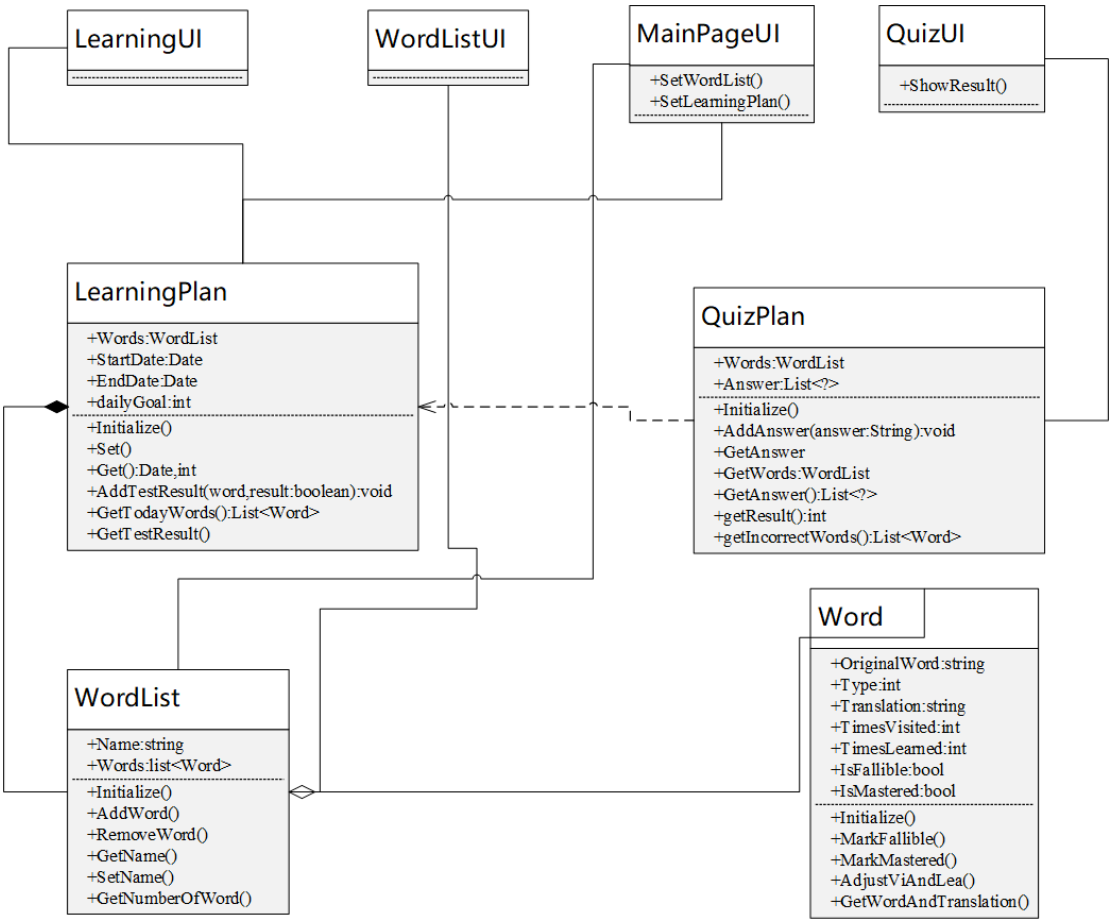 LearningUI
WordListUI
MainPageUI
+SetWordList()
+SetLearningPlan()
QuizUI
+ShowResult()
LearningPlan
+Words:WordList
+StartDate:Date
+EndDate:Date
+dailyGoal:int
+Initialize()
+Set()
+Get():Date,int
+AddTestResult(word,result:boolean):void
+GetTodayWords():List<Word>
+GetTestResult()
QuizPlan
+Words:WordList
+Answer:List<?>
+Initialize()
+AddAnswer(answer:String):void
+GetAnswer
+GetWords:WordList
+GetAnswer():List<?>
+getResult():int
+getIncorrectWords():List<Word>
WordList
+Name:string
+Words:list<Word>
+Initialize()
+AddWord()
+RemoveWord()
+GetName()
+SetName()
+GetNumberOfWord()
Word
+OriginalWord:string
+Type:int
+Translation:string
+TimesVisited:int
+TimesLearned:int
+IsFallible:bool
+IsMastered:bool
+Initialize()
+MarkFallible()
+MarkMastered()
+AdjustViAndLea()
+GetWordAndTranslation()